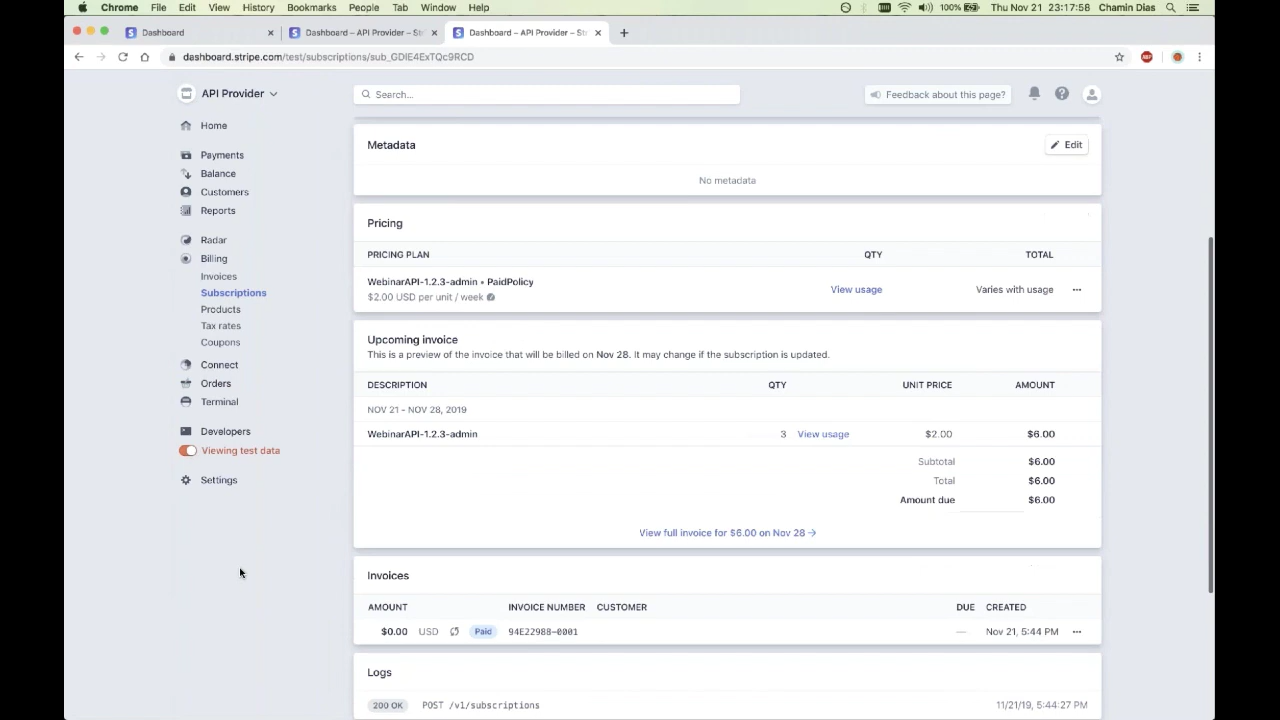 Chrome File Edit View History Bookmarks People Tab Window Help 100% Thu Nov 21 23:17:58 Chamin Dias
Dashboard Dashboard – API Provider – St Dashboard – API Provider – St
dashboard.stripe.com/test/subscriptions/sub_GDIE4ExTQc9RCD
API Provider
Search...
Feedback about this page?
Home
Payments
Balance
Customers
Reports
Radar
Billing
Invoices
Subscriptions
Products
Tax rates
Coupons
Connect
Orders
Terminal
Developers
Viewing test data
Settings
Metadata
Edit
No metadata
Pricing
PRICING PLAN QTY TOTAL
WebinarAPI-1.2.3-admin • PaidPolicy
$2.00 USD per unit / week
View usage Varies with usage
Upcoming invoice
This is a preview of the invoice that will be billed on Nov 28. It may change if the subscription is updated.
DESCRIPTION QTY UNIT PRICE AMOUNT
NOV 21 - NOV 28, 2019
WebinarAPI-1.2.3-admin 3 View usage $2.00 $6.00
Subtotal $6.00
Total $6.00
Amount due $6.00
View full invoice for $6.00 on Nov 28 →
Invoices
AMOUNT INVOICE NUMBER CUSTOMER DUE CREATED
$0.00 USD Paid 94E22988-0001 — Nov 21, 5:44 PM
Logs
200 OK POST /v1/subscriptions 11/21/19, 5:44:27 PM